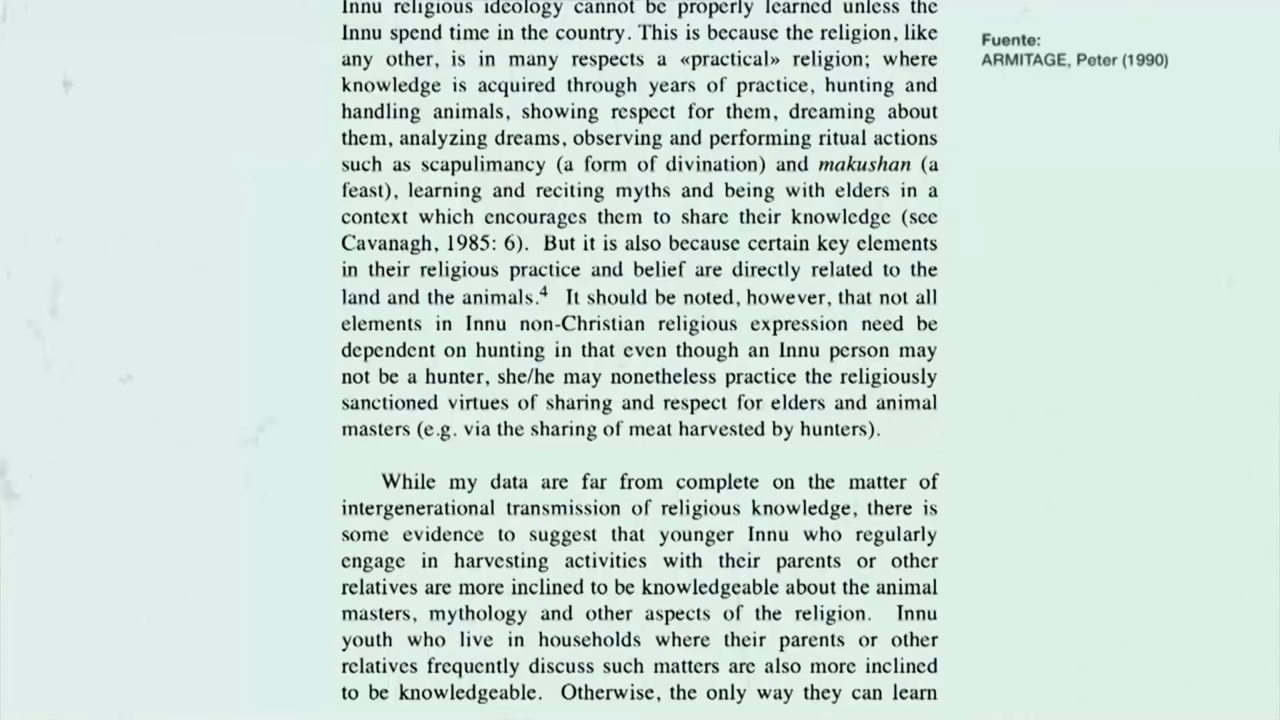 Innu religious ideology cannot be properly learned unless the
Innu spend time in the country. This is because the religion, like
any other, is in many respects a «practical» religion; where
knowledge is acquired through years of practice, hunting and
handling animals, showing respect for them, dreaming about
them, analyzing dreams, observing and performing ritual actions
such as scapulimancy (a form of divination) and makushan (a
feast), learning and reciting myths and being with elders in a
context which encourages them to share their knowledge (see
Cavanagh, 1985: 6). But it is also because certain key elements
in their religious practice and belief are directly related to the
land and the animals.4 It should be noted, however, that not all
elements in Innu non-Christian religious expression need be
dependent on hunting in that even though an Innu person may
not be a hunter, she/he may nonetheless practice the religiously
sanctioned virtues of sharing and respect for elders and animal
masters (e.g. via the sharing of meat harvested by hunters).
While my data are far from complete on the matter of
intergenerational transmission of religious knowledge, there is
some evidence to suggest that younger Innu who regularly
engage in harvesting activities with their parents or other
relatives are more inclined to be knowledgeable about the animal
masters, mythology and other aspects of the religion. Innu
youth who live in households where their parents or other
relatives frequently discuss such matters are also more inclined
to be knowledgeable. Otherwise, the only way they can learn
Fuente:
ARMITAGE, Peter (1990)